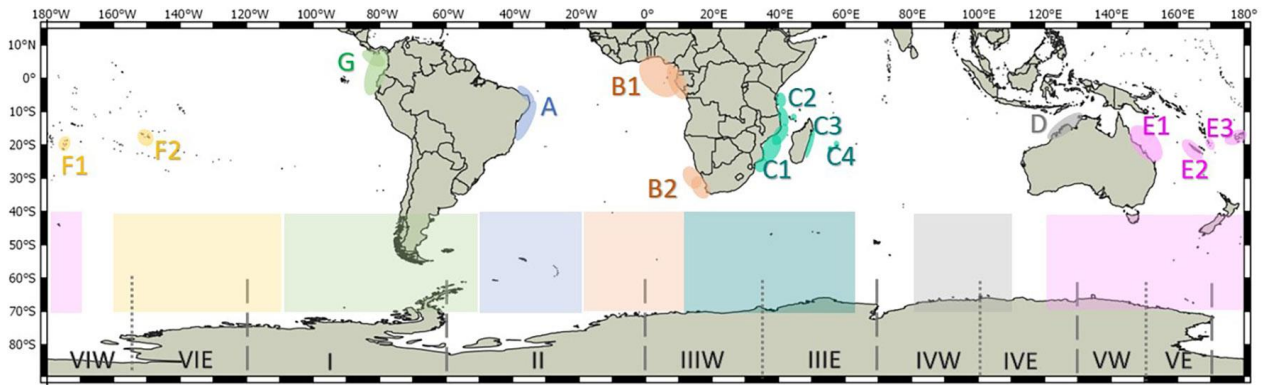 180° 160°W 140°W 120°W 100°W 80°W 60°W 40°W 20°W 0° 20°E 40°E 60°E 80°E 100°E 120°E 140°E 160°E 180°
10°N
0°
10°S
20°S
30°S
40°S
50°S
60°S
70°S
80°S
G
A
B1
B2
C2
C3
C4
C1
D
E1
E3
E2
F1
F2
VIW VIE I II IIIW IIIE IVW IVE VW VE